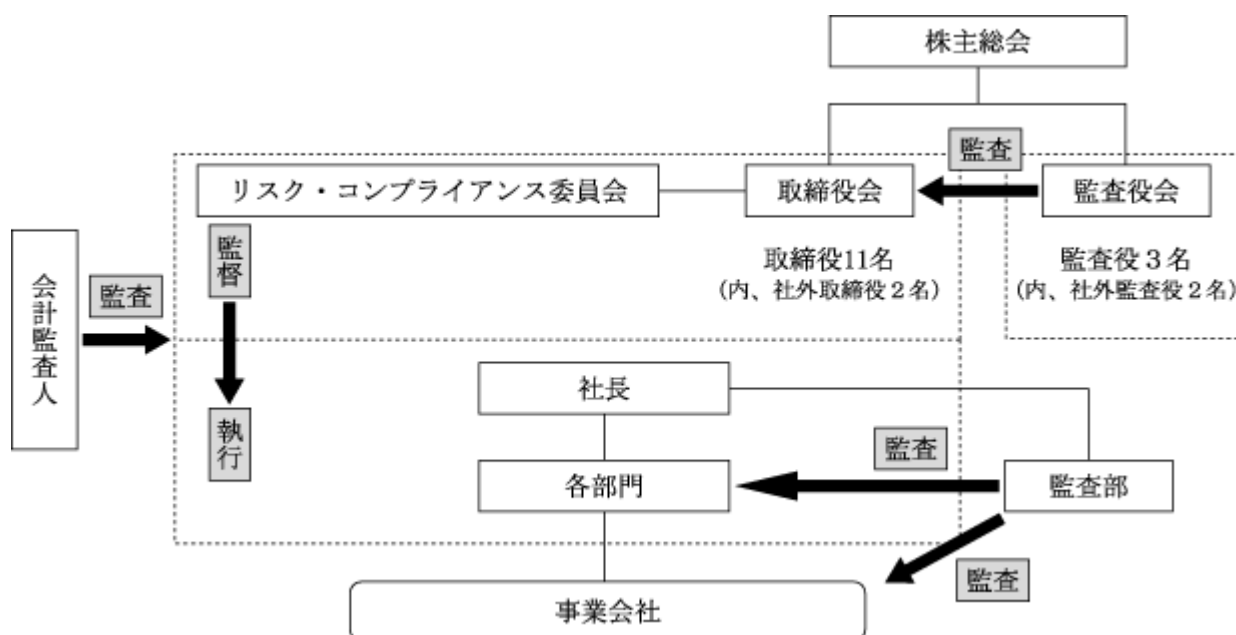 株主総会
監査
リスク・コンプライアンス委員会
取締役会
監査役会
取締役11名
(内、社外取締役２名)
監査役３名
(内、社外監査役２名)
監督
会計監査人
監査
執行
社長
監査
各部門
監査部
監査
事業会社